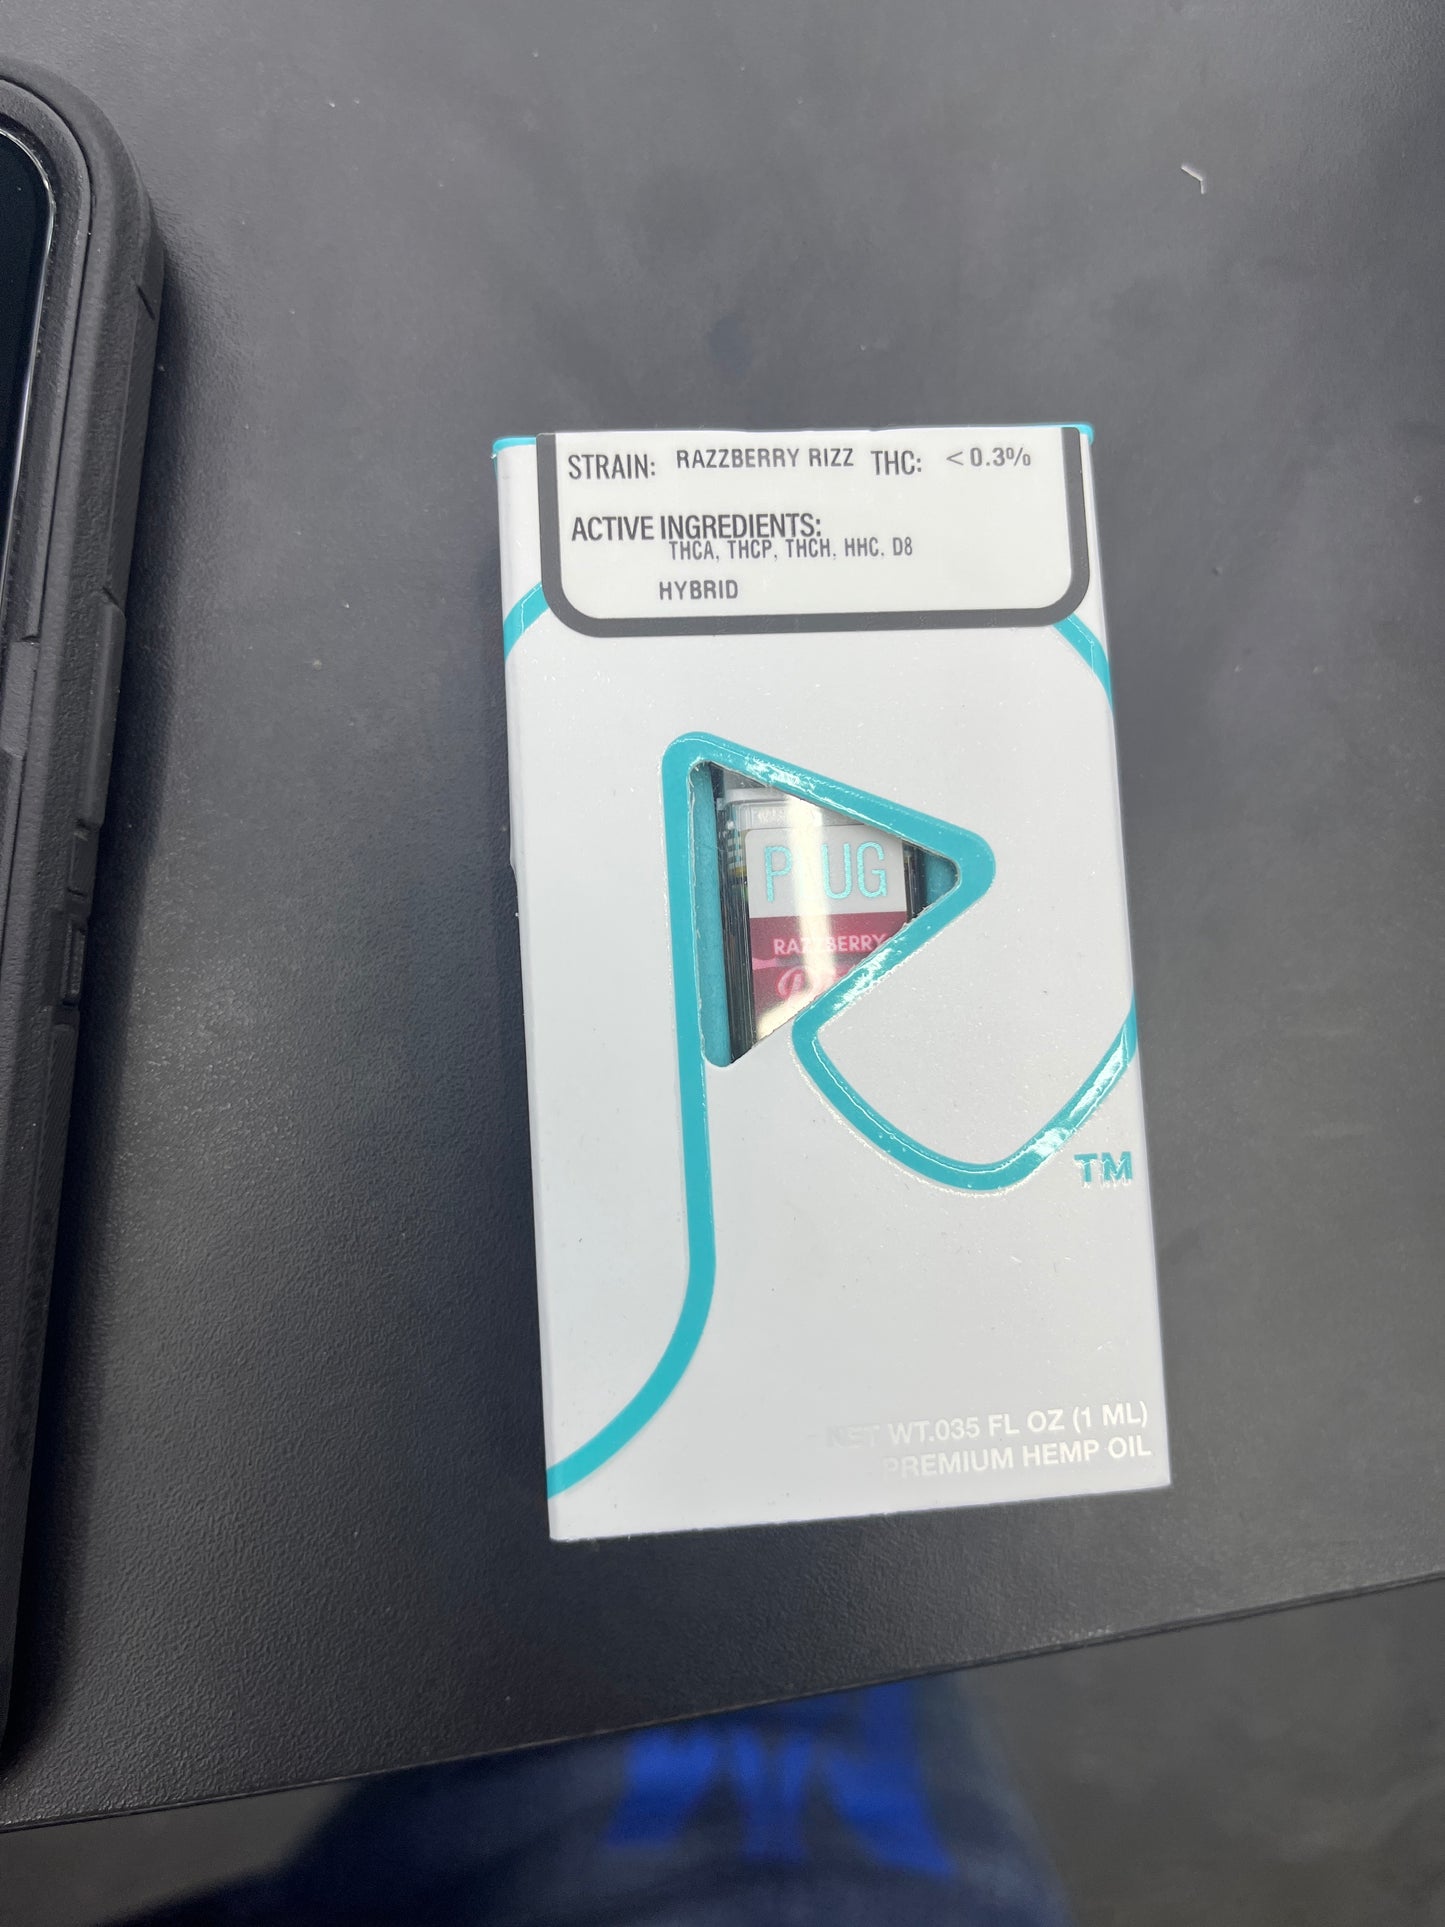 STRAIN: RAZZBERRY RIZZ THC: <0.3%
ACTIVE INGREDIENTS:
THCA, THCP, THCH, HHC, D8
HYBRID
RAZZBERRY
TM
NET WT.035 FL OZ (1 ML)
PREMIUM HEMP OIL